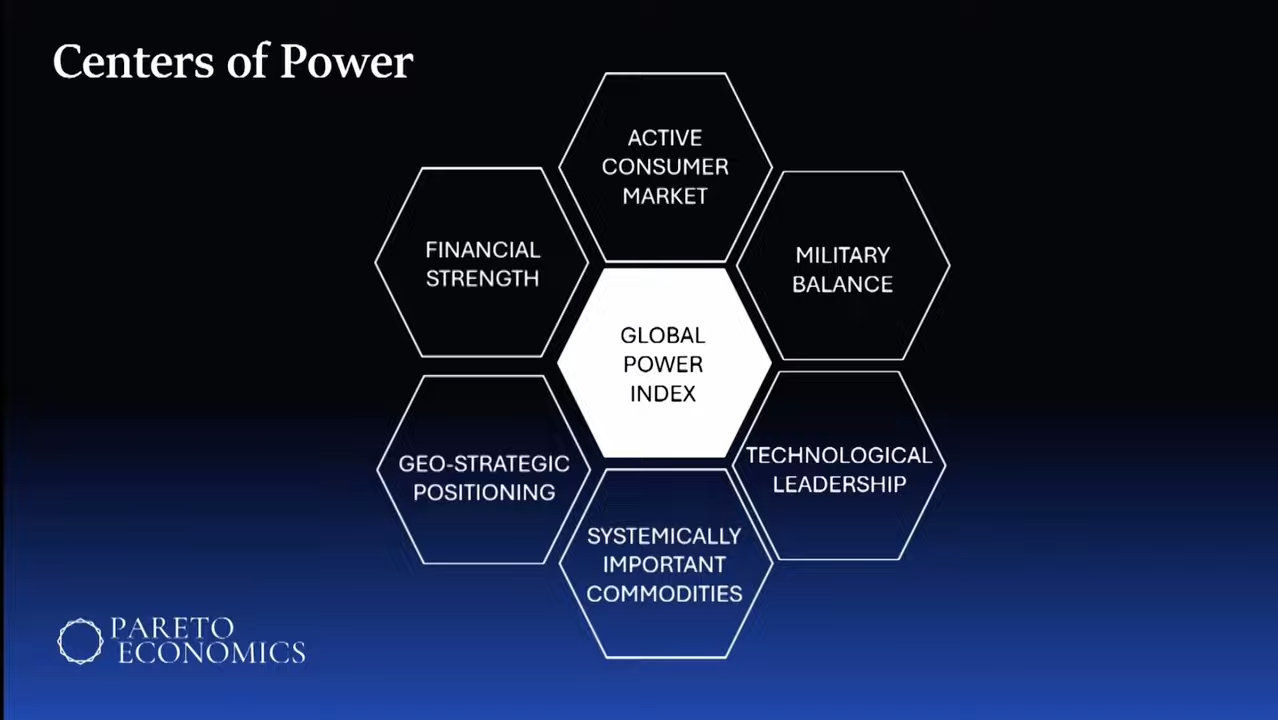 Centers of Power
ACTIVE
CONSUMER
MARKET
FINANCIAL
STRENGTH
MILITARY
BALANCE
GLOBAL
POWER
INDEX
GEO-STRATEGIC
POSITIONING
TECHNOLOGICAL
LEADERSHIP
SYSTEMICALLY
IMPORTANT
COMMODITIES
PARETO
ECONOMICS